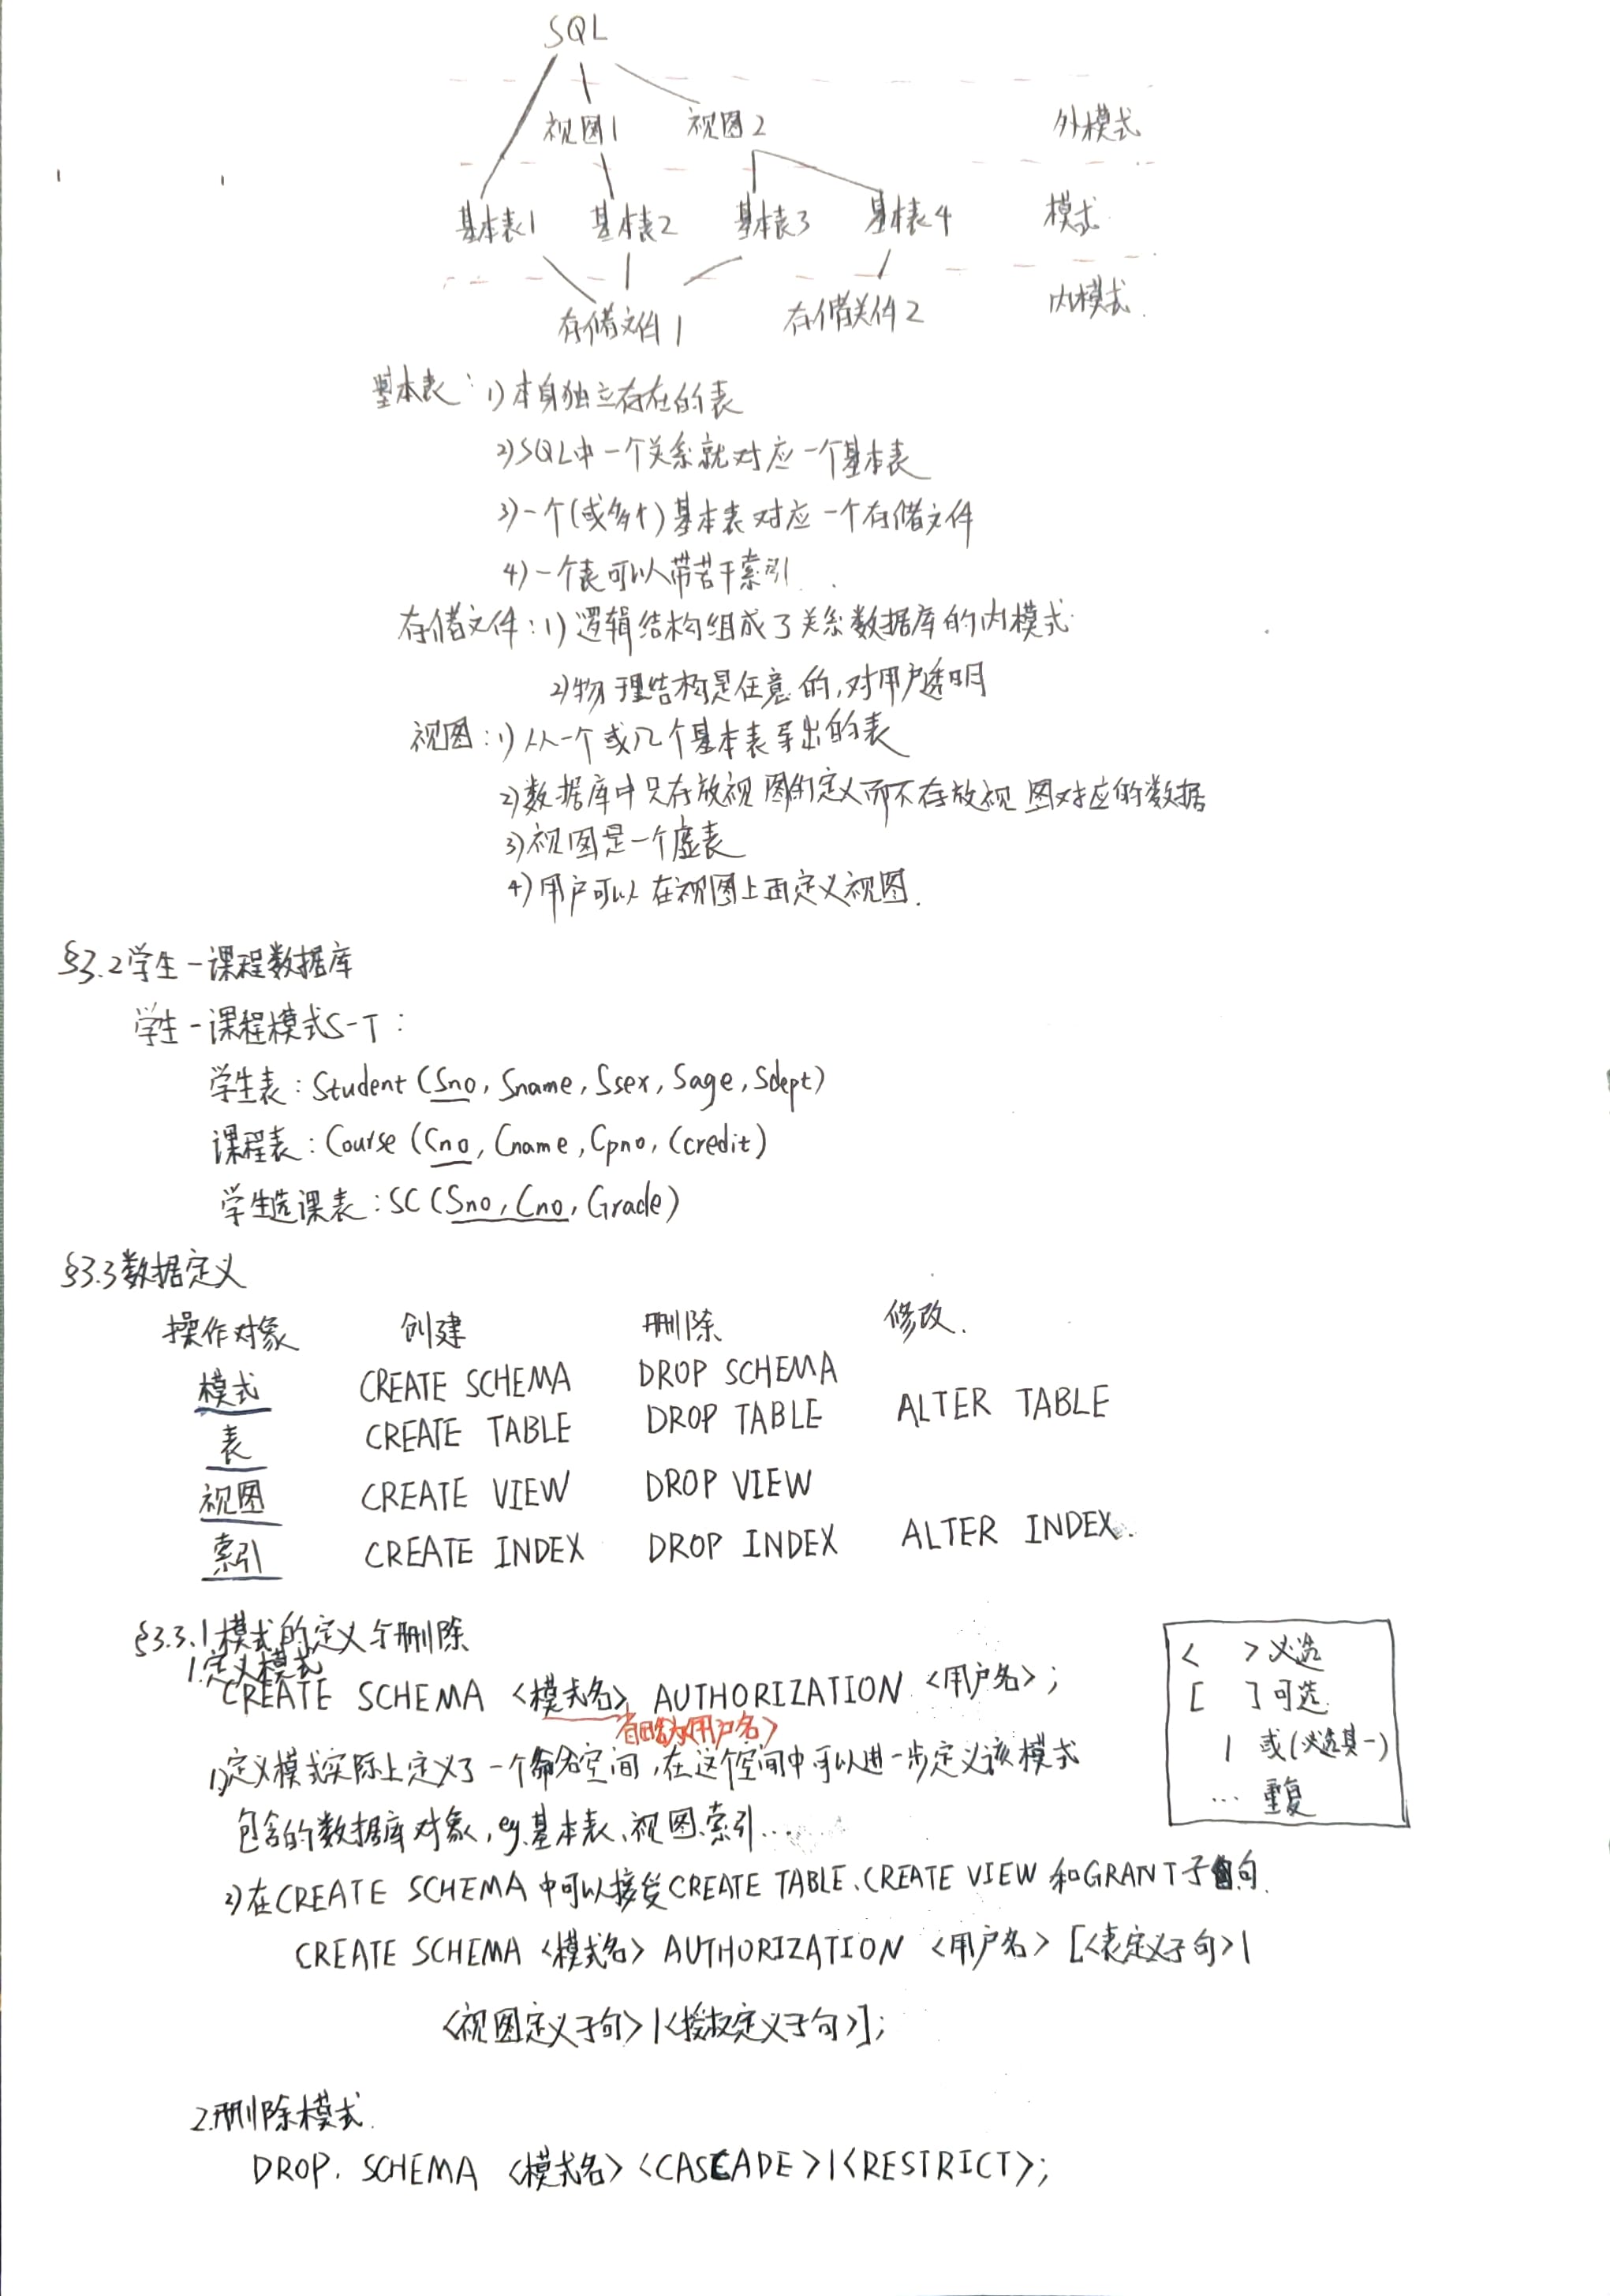 SQL
视图1 视图2 外模式
基本表1 基本表2 基本表3 基本表4 模式
存储文件1 存储文件2 内模式
基本表：1)本身独立存在的表
2)SQL中一个关系就对应一个基本表
3)一个(或多个)基本表对应一个存储文件
4)一个表可以带若干索引
存储文件：1)逻辑结构组成了关系数据库的内模式
2)物理结构是任意的,对用户透明
视图：1)从一个或几个基本表导出的表
2)数据库中只存放视图的定义而不存放视图对应的数据
3)视图是一个虚表
4)用户可以在视图上再定义视图.
§3.2学生-课程数据库
学生-课程模式S-T:
学生表：Student(Sno, Sname, Ssex, Sage, Sdept)
课程表：Course(Cno, Cname, Cpno, Ccredit)
学生选课表：SC(Sno, Cno, Grade)
§3.3数据定义
操作对象 创建 删除 修改.
模式 CREATE SCHEMA DROP SCHEMA
表 CREATE TABLE DROP TABLE ALTER TABLE
视图 CREATE VIEW DROP VIEW
索引 CREATE INDEX DROP INDEX ALTER INDEX.
§3.3.1模式的定义与删除
1.定义模式
CREATE SCHEMA <模式名> AUTHORIZATION <用户名>;
<用户名>
1)定义模式实际上定义了一个命名空间,在这个空间中可以进一步定义该模式
包含的数据库对象, eg.基本表、视图、索引...
2)在CREATE SCHEMA中可以接受CREATE TABLE、CREATE VIEW和GRANT子句.
CREATE SCHEMA <模式名> AUTHORIZATION <用户名> [<表定义子句>|
<视图定义子句>|<授权定义子句>];
2.删除模式.
DROP. SCHEMA <模式名> <CASCADE>|<RESTRICT>;
< >必选
[ ]可选
| 或(必选其一)
... 重复